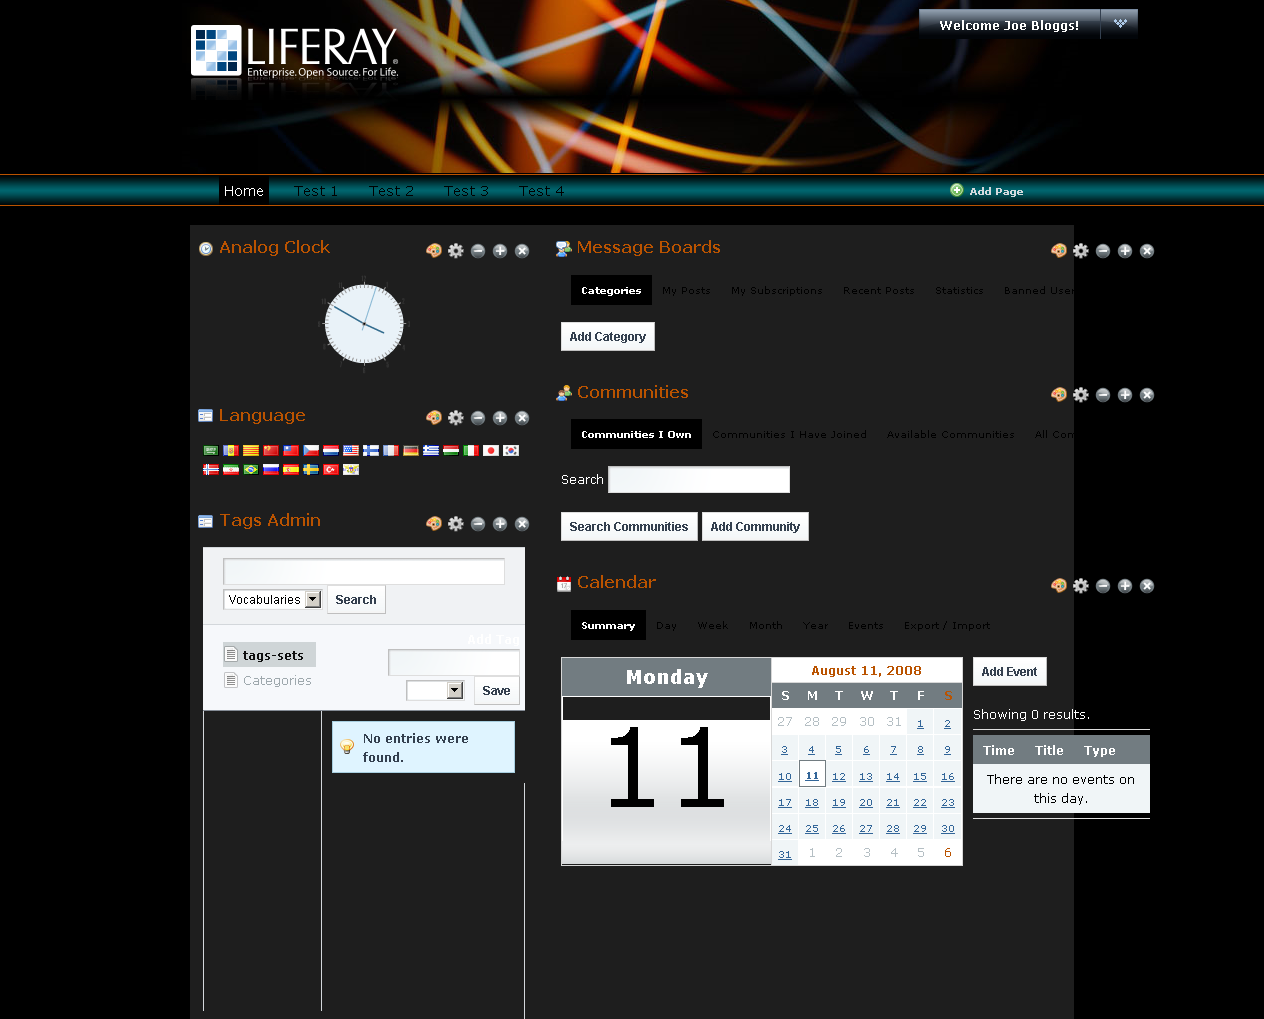 LIFERAY®
Enterprise. Open Source. For Life.
Welcome Joe Bloggs!
Home Test 1 Test 2 Test 3 Test 4 Add Page
Analog Clock
Language
Tags Admin
Vocabularies Search
Add Tag
tags-sets
Categories
Save
No entries were
found.
Message Boards
Categories My Posts My Subscriptions Recent Posts Statistics Banned User
Add Category
Communities
Communities I Own Communities I Have Joined Available Communities All Con
Search
Search Communities Add Community
Calendar
Summary Day Week Month Year Events Export / Import
Monday
11
August 11, 2008
S M T W T F S
27 28 29 30 31 1 2
3 4 5 6 7 8 9
10 11 12 13 14 15 16
17 18 19 20 21 22 23
24 25 26 27 28 29 30
31 1 2 3 4 5 6
Add Event
Showing 0 results.
Time Title Type
There are no events on
this day.